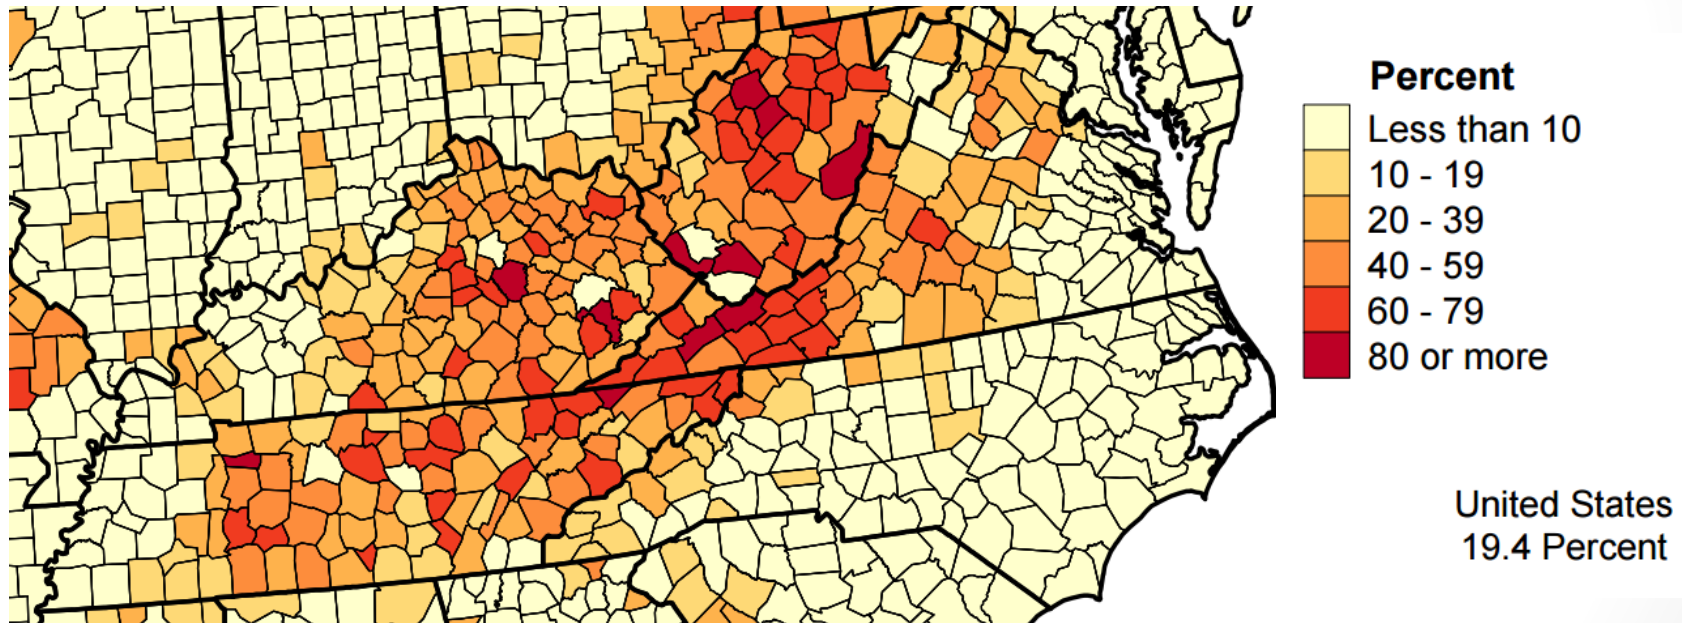 Percent
Less than 10
10 - 19
20 - 39
40 - 59
60 - 79
80 or more
United States
19.4 Percent